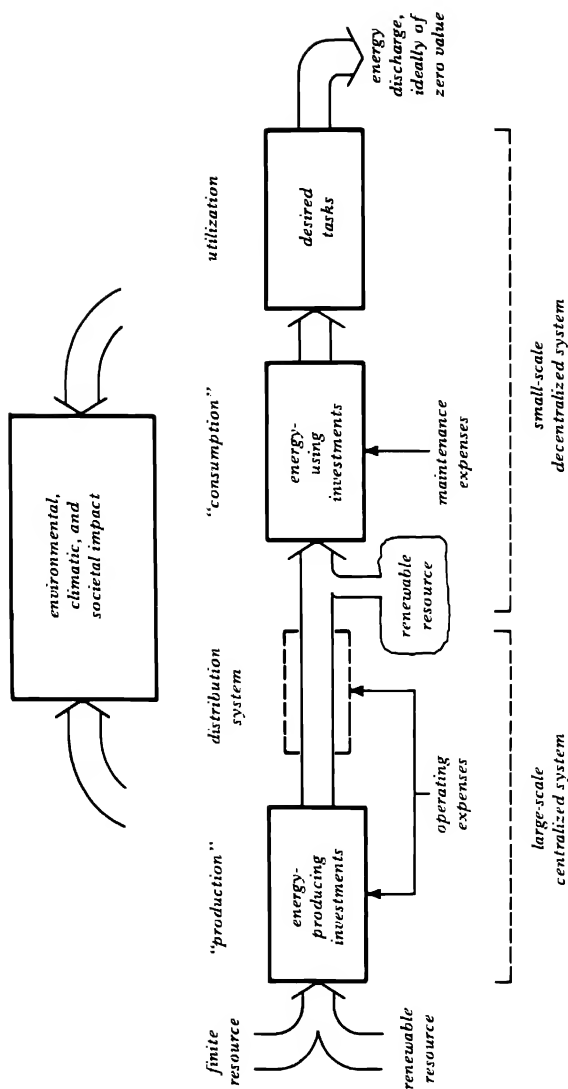 environmental,
climatic, and
societal impact
"production"
distribution
system
"consumption"
utilization
finite
resource
renewable
resource
energy-
producing
investments
energy-
using
investments
desired
tasks
energy
discharge,
ideally of
zero value
renewable
resource
operating
expenses
maintenance
expenses
large-scale
centralized system
small-scale
decentralized system